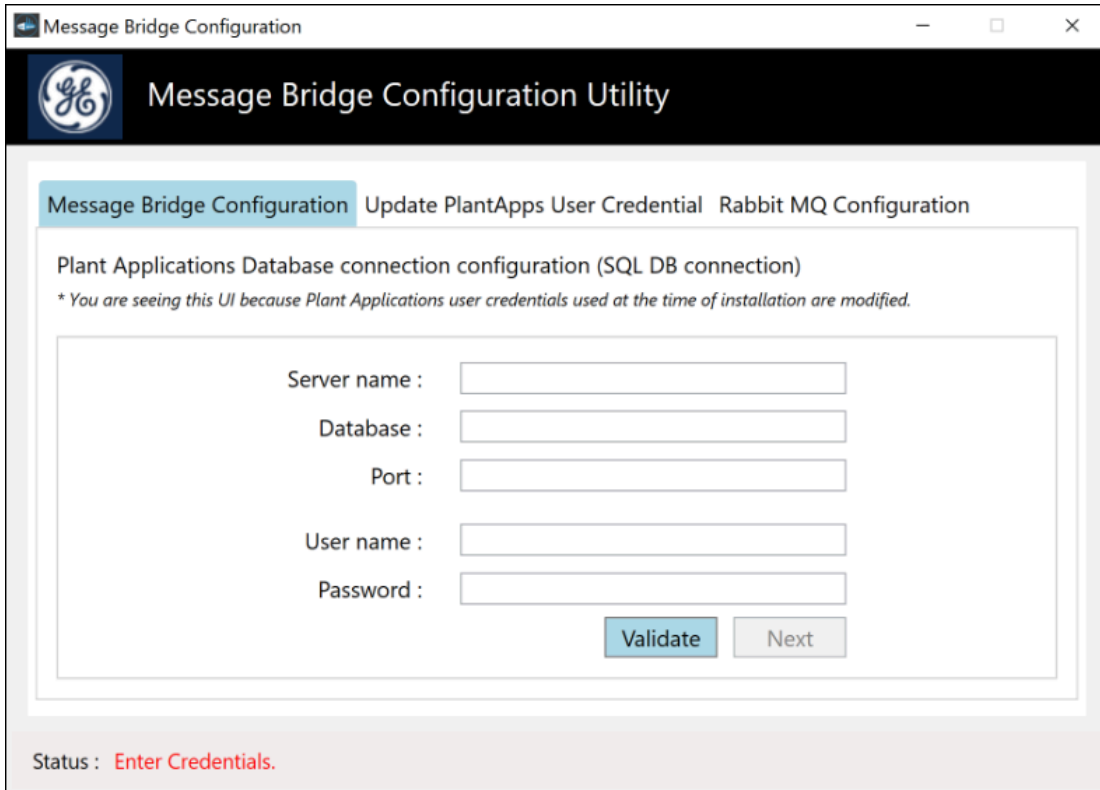 Message Bridge Configuration
GE
Message Bridge Configuration Utility
Message Bridge Configuration Update PlantApps User Credential Rabbit MQ Configuration
Plant Applications Database connection configuration (SQL DB connection)
* You are seeing this UI because Plant Applications user credentials used at the time of installation are modified.
Server name :
Database :
Port :
User name :
Password :
Validate Next
Status : Enter Credentials.